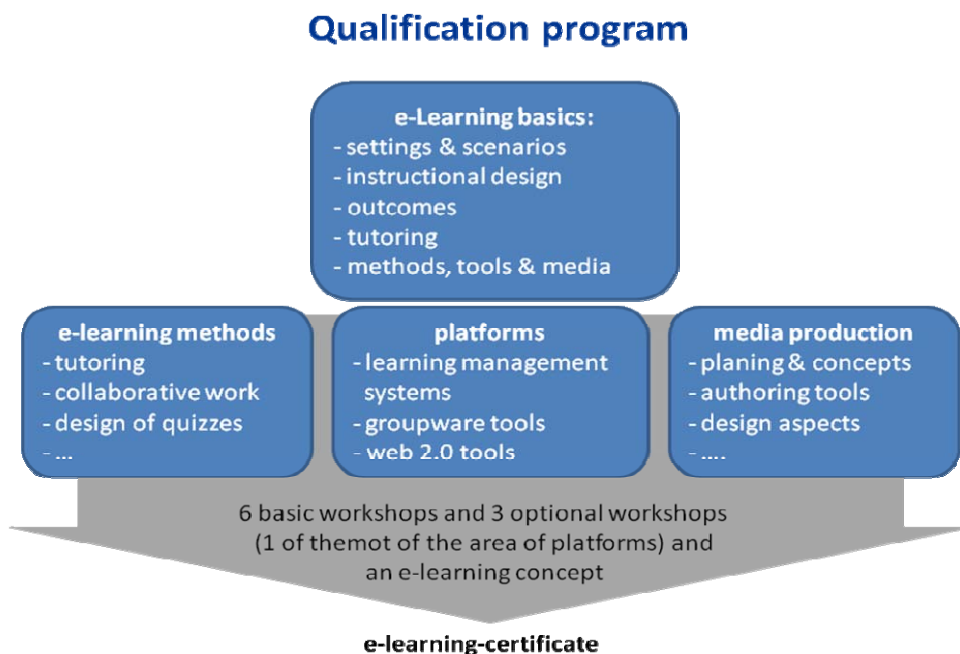 Qualification program
e-Learning basics:
- settings & scenarios
- instructional design
- outcomes
- tutoring
- methods, tools & media
e-learning methods
- tutoring
- collaborative work
- design of quizzes
- ...
platforms
- learning management
systems
- groupware tools
- web 2.0 tools
media production
- planing & concepts
- authoring tools
- design aspects
- ....
6 basic workshops and 3 optional workshops
(1 of themot of the area of platforms) and
an e-learning concept
e-learning-certificate